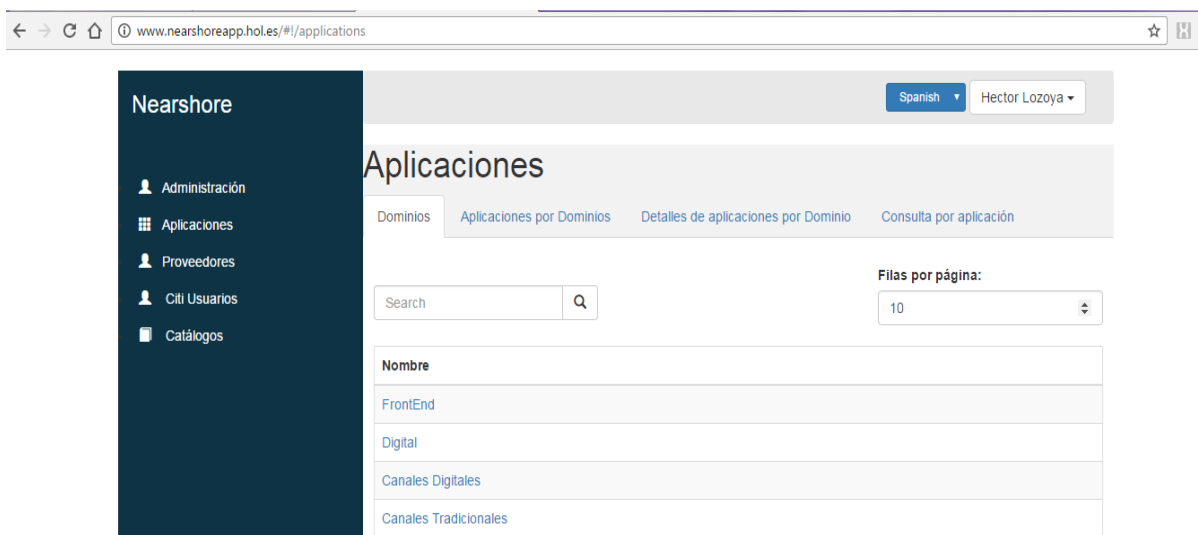 www.nearshoreapp.hol.es/#!/applications
Nearshore
Spanish
Hector Lozoya
Administración
Aplicaciones
Proveedores
Citi Usuarios
Catálogos
Aplicaciones
Dominios Aplicaciones por Dominios Detalles de aplicaciones por Dominio Consulta por aplicación
Filas por página:
Search
10
Nombre
FrontEnd
Digital
Canales Digitales
Canales Tradicionales